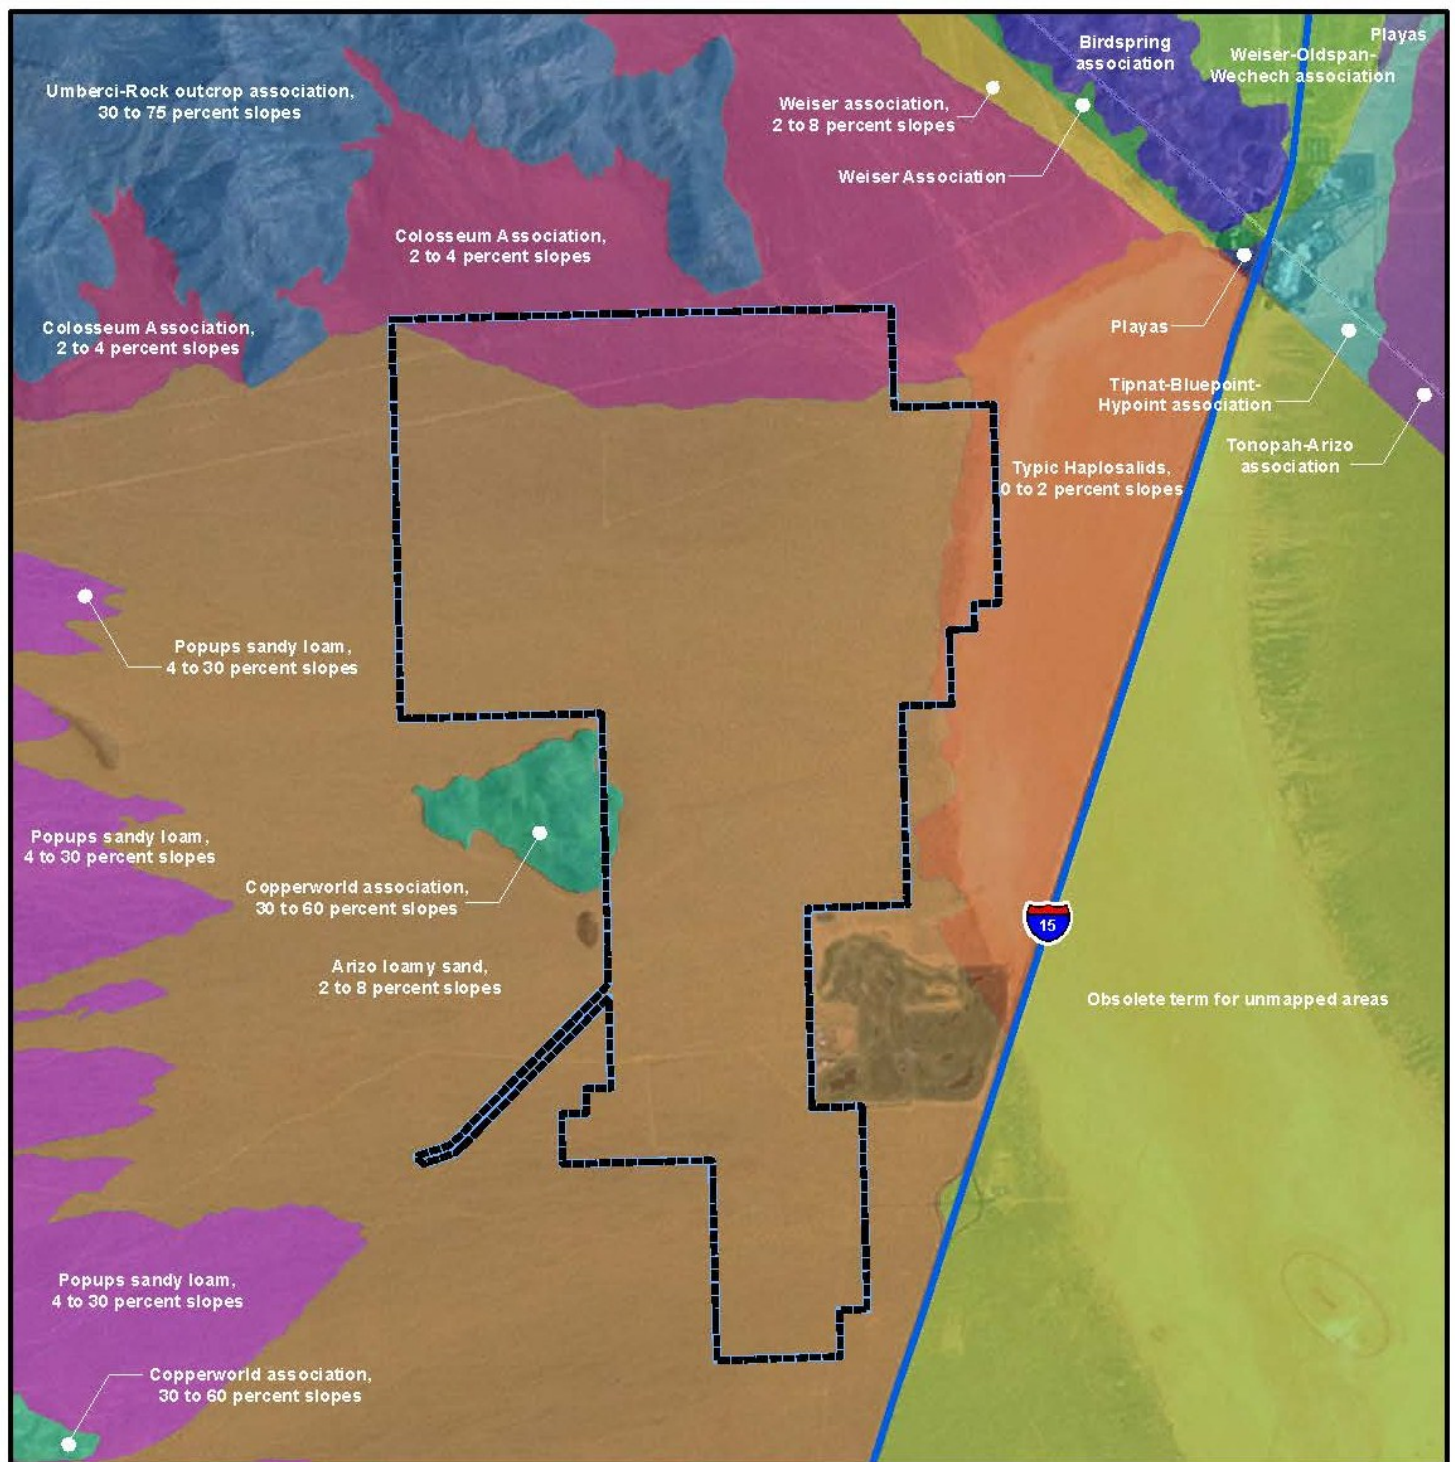 Playas
Birdspring
association
Weiser-Oldspan-
Wechech association
Umberci-Rock outcrop association,
30 to 75 percent slopes
Weiser association,
2 to 8 percent slopes
Weiser Association
Colosseum Association,
2 to 4 percent slopes
Colosseum Association,
2 to 4 percent slopes
Playas
Tipnat-Bluepoint-
Hypoint association
Tonopah-Arizo
association
Typic Haplosalids,
0 to 2 percent slopes
Popups sandy loam,
4 to 30 percent slopes
Popups sandy loam,
4 to 30 percent slopes
Copperworld association,
30 to 60 percent slopes
15
Arizo loamy sand,
2 to 8 percent slopes
Obsolete term for unmapped areas
Popups sandy loam,
4 to 30 percent slopes
Copperworld association,
30 to 60 percent slopes